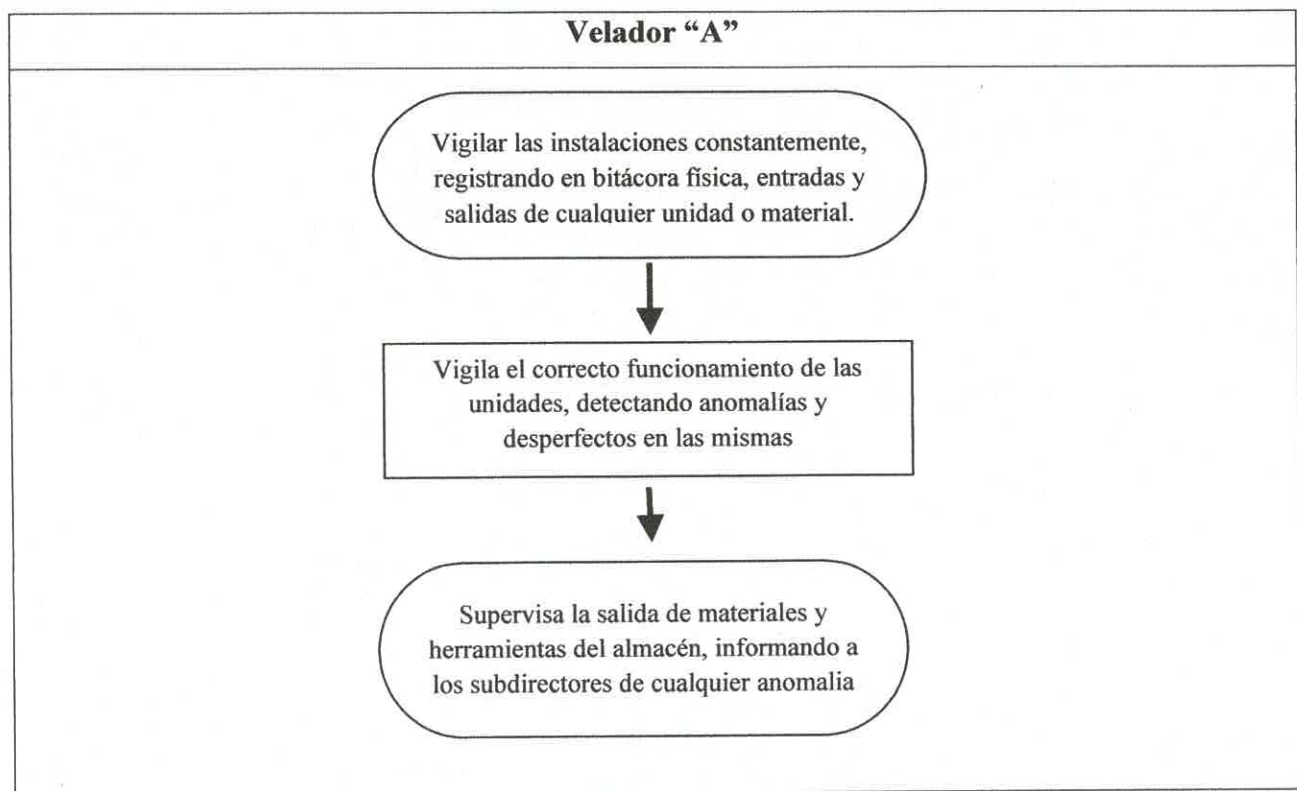 Velador “A”
Vigilar las instalaciones constantemente,
registrando en bitácora física, entradas y
salidas de cualquier unidad o material.
Vigila el correcto funcionamiento de las
unidades, detectando anomalías y
desperfectos en las mismas
Supervisa la salida de materiales y
herramientas del almacén, informando a
los subdirectores de cualquier anomalia